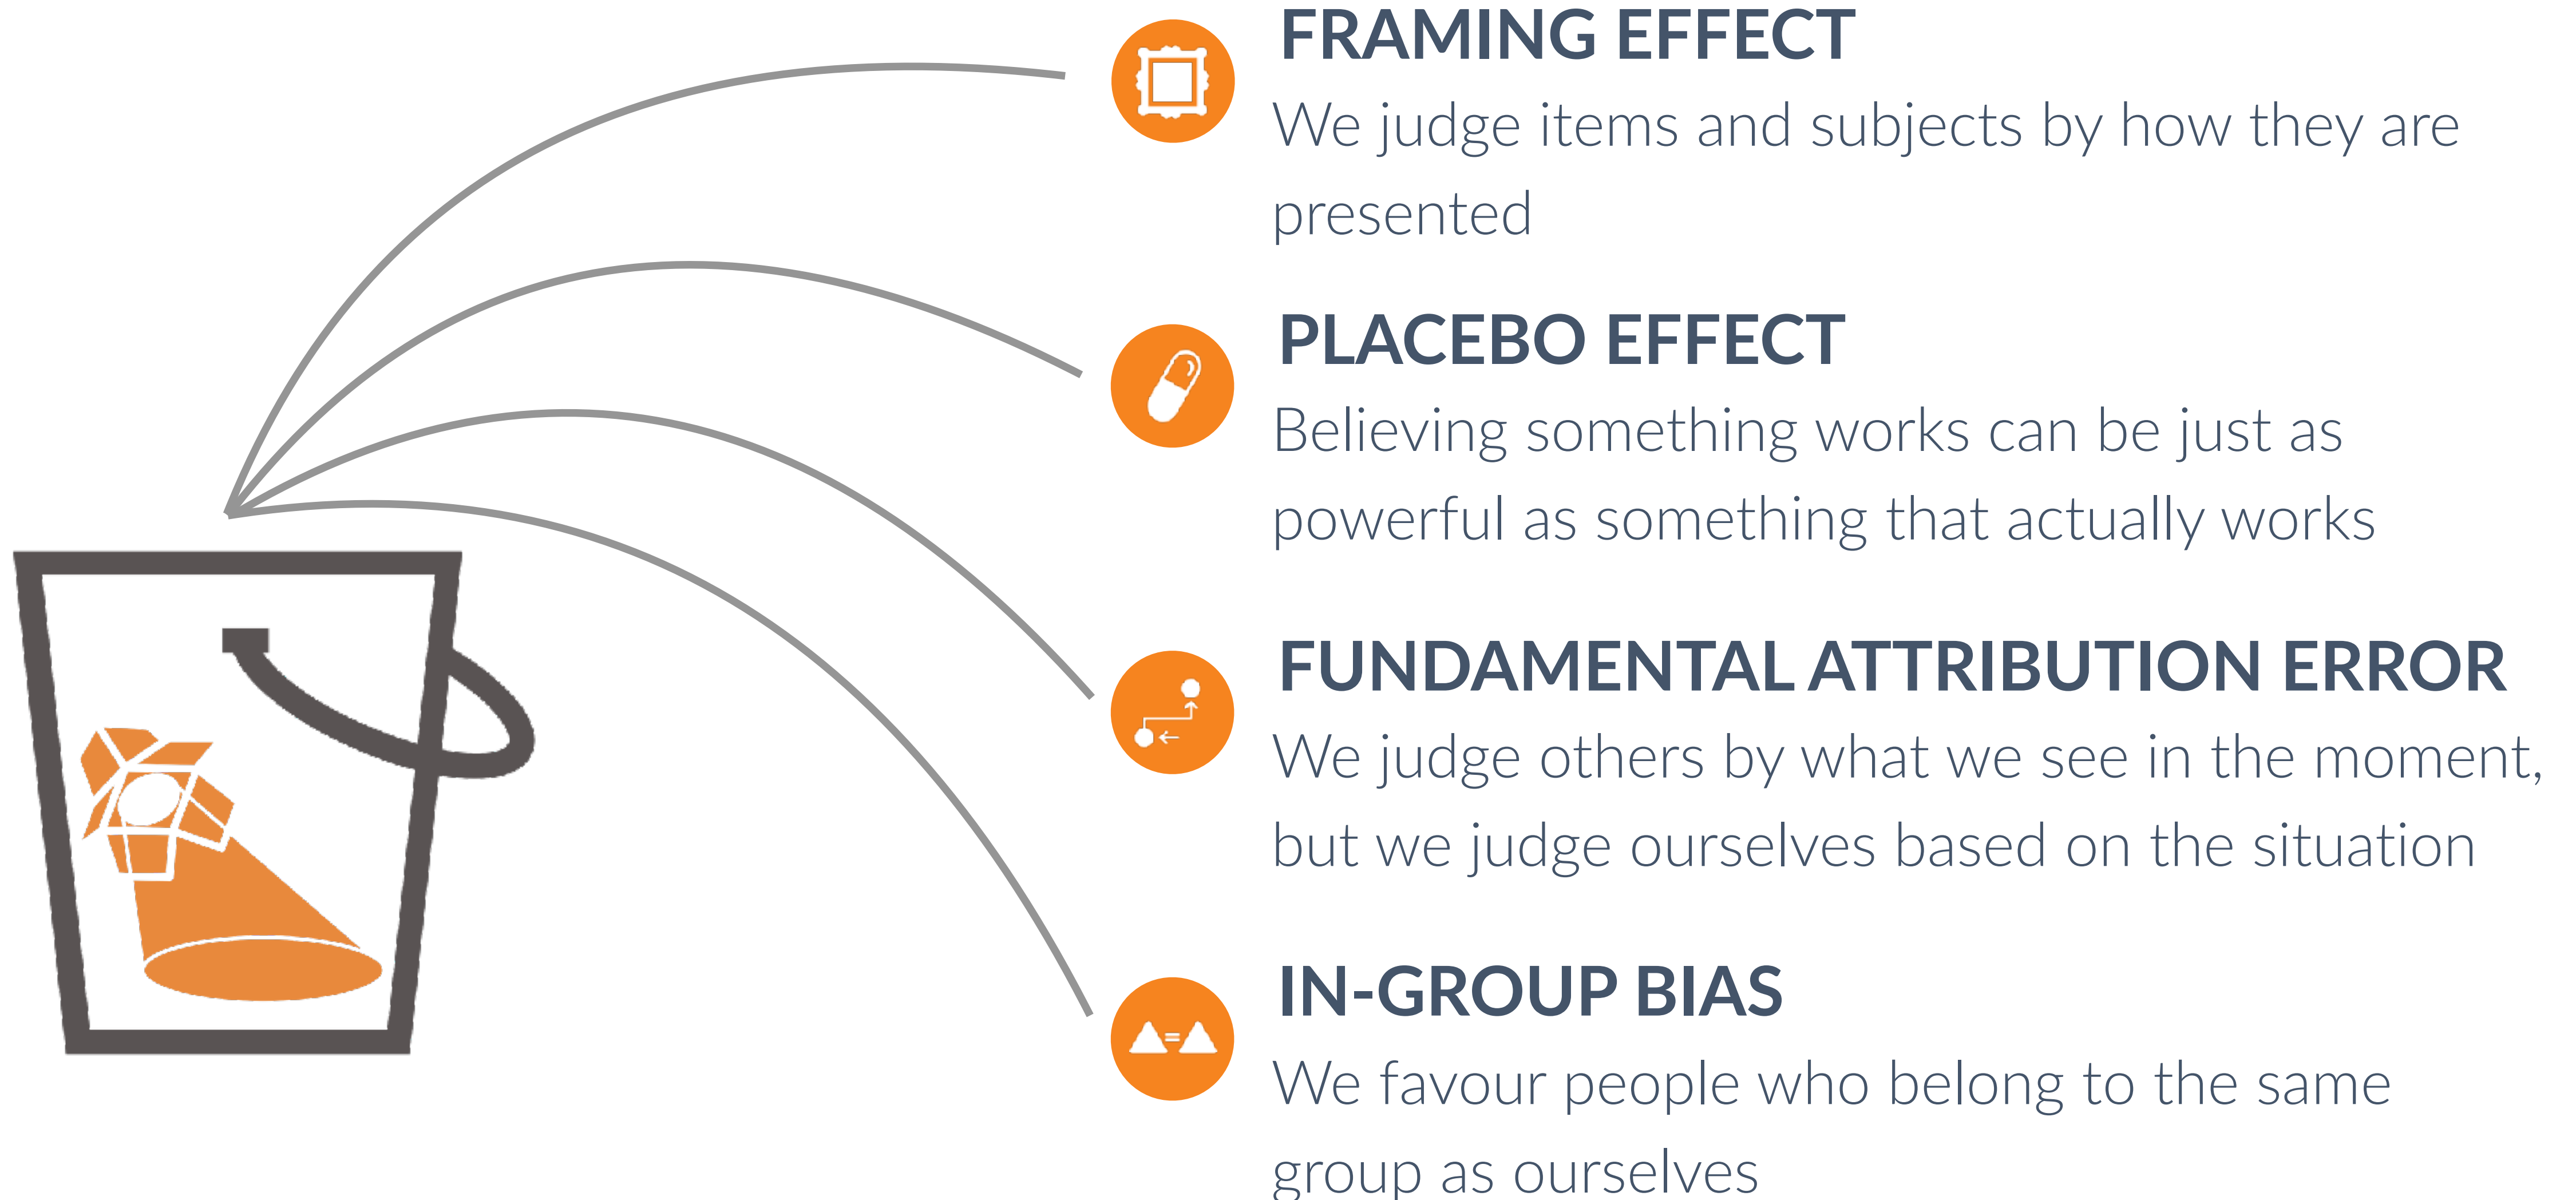 FRAMING EFFECT
We judge items and subjects by how they are
presented
PLACEBO EFFECT
Believing something works can be just as
powerful as something that actually works
FUNDAMENTAL ATTRIBUTION ERROR
We judge others by what we see in the moment,
but we judge ourselves based on the situation
IN-GROUP BIAS
We favour people who belong to the same
group as ourselves